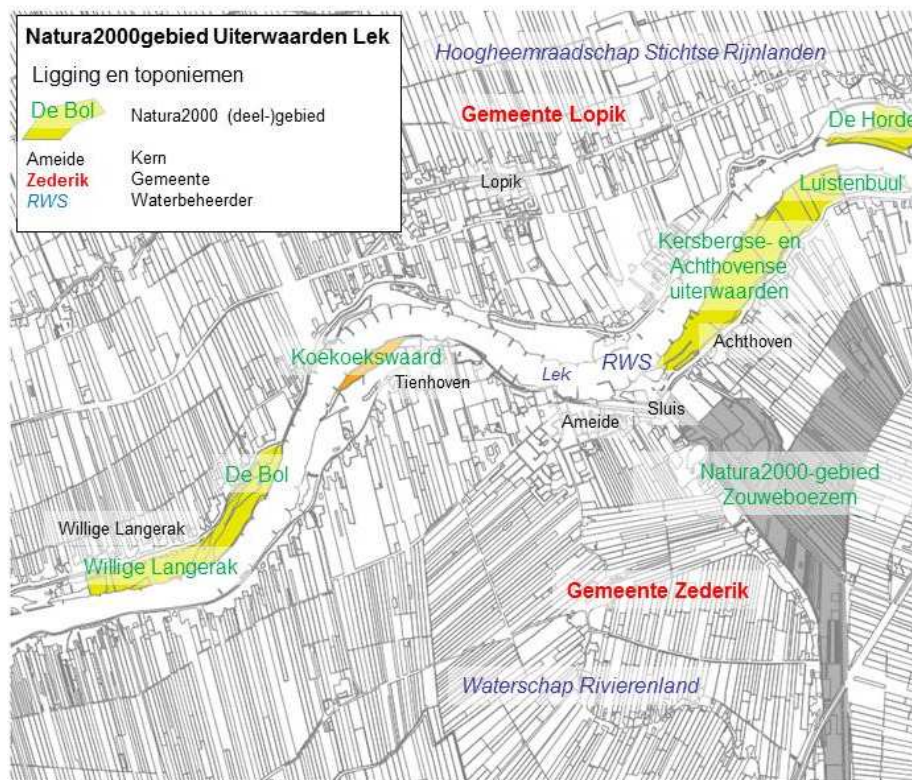 Natura2000gebied Uiterwaarden Lek
Ligging en toponiemen
De Bol
Natura2000 (deel-)gebied
Ameide
Kern
Zederik
Gemeente
RWS
Waterbeheerder
Hoogheemraadschap Stichtse Rijnlanden
Gemeente Lopik
De Horde
Lopik
Luistenbuul
Kersbergse- en
Achthovense
uiterwaarden
Achthoven
Koekoekswaard
Tienhoven
Lek
RWS
Ameide
Sluis
De Bol
Natura2000-gebied
Zouweboezem
Willige Langerak
Willige Langerak
Gemeente Zederik
Waterschap Rivierenland